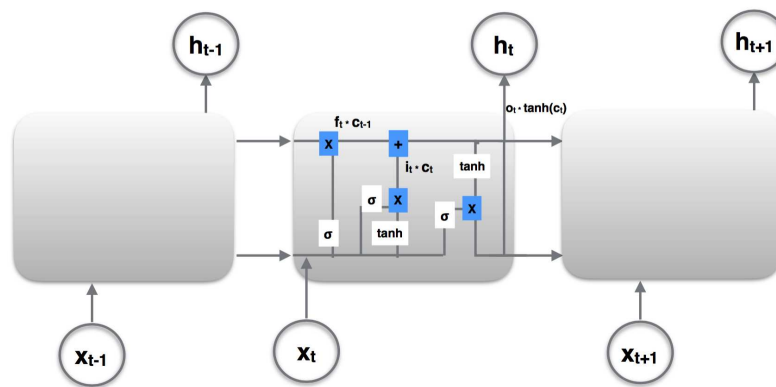 hₜ₋₁
hₜ
hₜ₊₁
oₜ * tanh(cₜ)
fₜ * cₜ₋₁
X
+
iₜ * cₜ
tanh
σ
X
σ
X
σ
tanh
xₜ₋₁
xₜ
xₜ₊₁